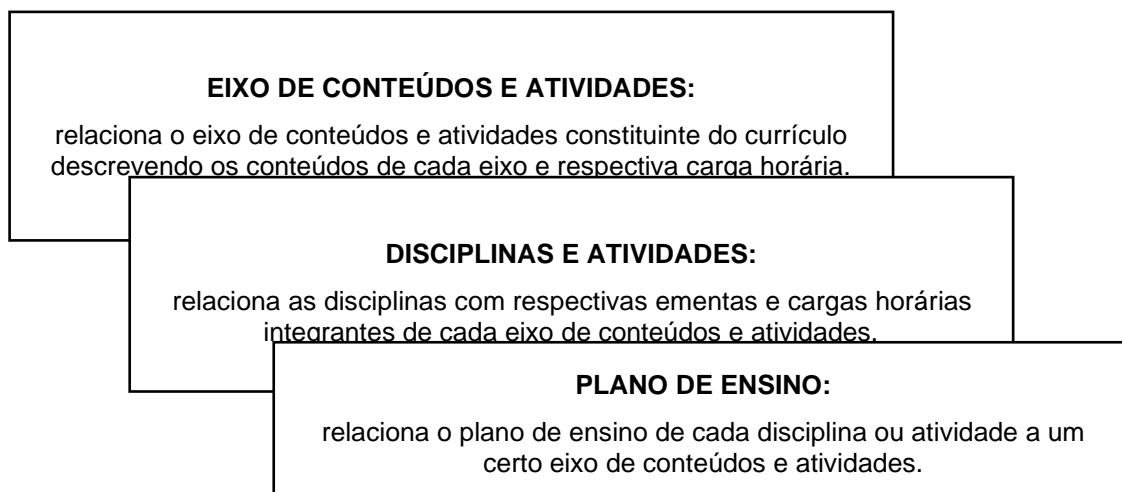 EIXO DE CONTEÚDOS E ATIVIDADES:
relaciona o eixo de conteúdos e atividades constituinte do currículo
descrevendo os conteúdos de cada eixo e respectiva carga horária.
DISCIPLINAS E ATIVIDADES:
relaciona as disciplinas com respectivas ementas e cargas horárias
integrantes de cada eixo de conteúdos e atividades.
PLANO DE ENSINO:
relaciona o plano de ensino de cada disciplina ou atividade a um
certo eixo de conteúdos e atividades.